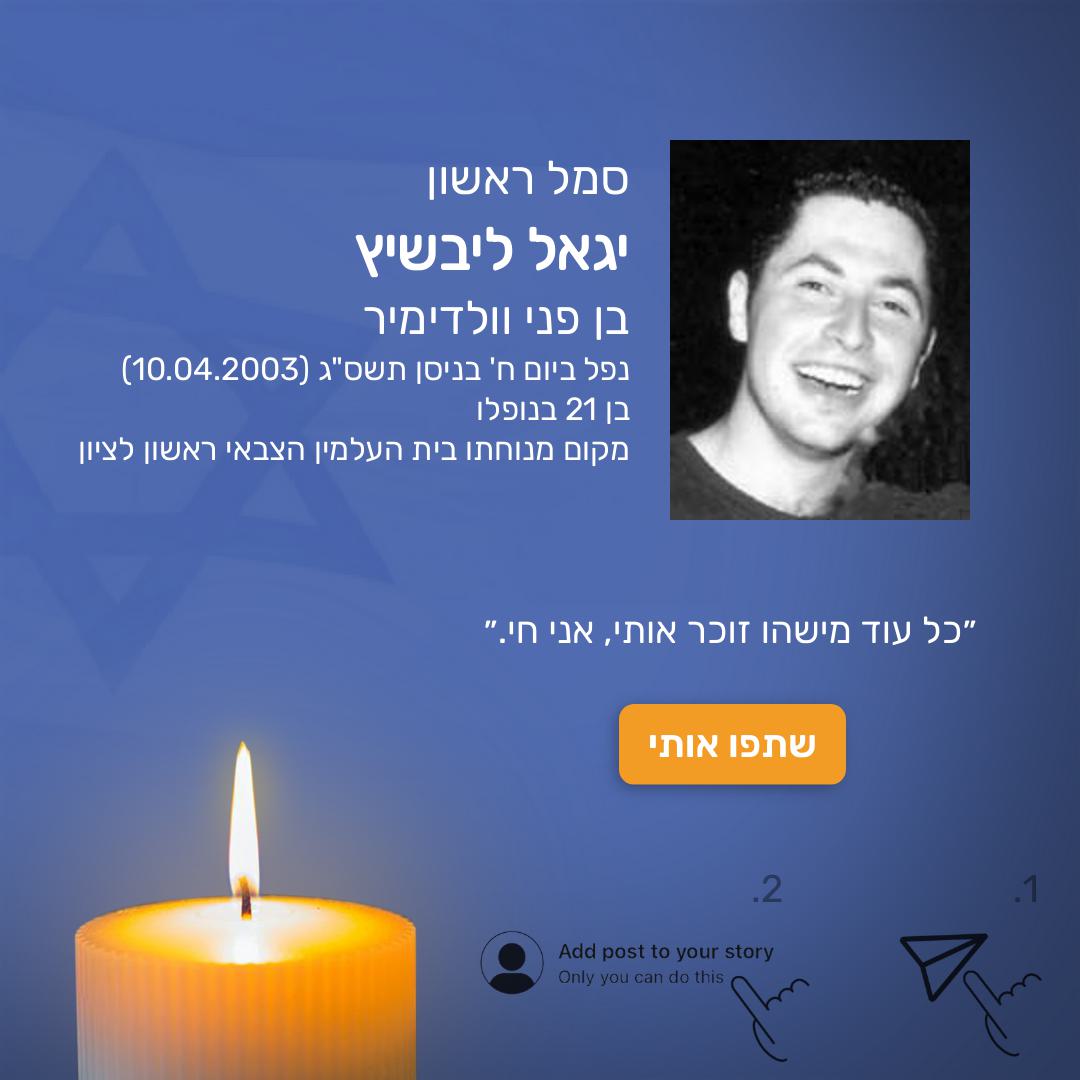 סמל ראשון
יגאל ליבשיץ
בן פני וולדימיר
נפל ביום ח' בניסן תשס"ג (10.04.2003)
בן 21 בנופלו
מקום מנוחתו בית העלמין הצבאי ראשון לציון
״כל עוד מישהו זוכר אותי, אני חי.״
שתפו אותי
.1
.2
Add post to your story
Only you can do this